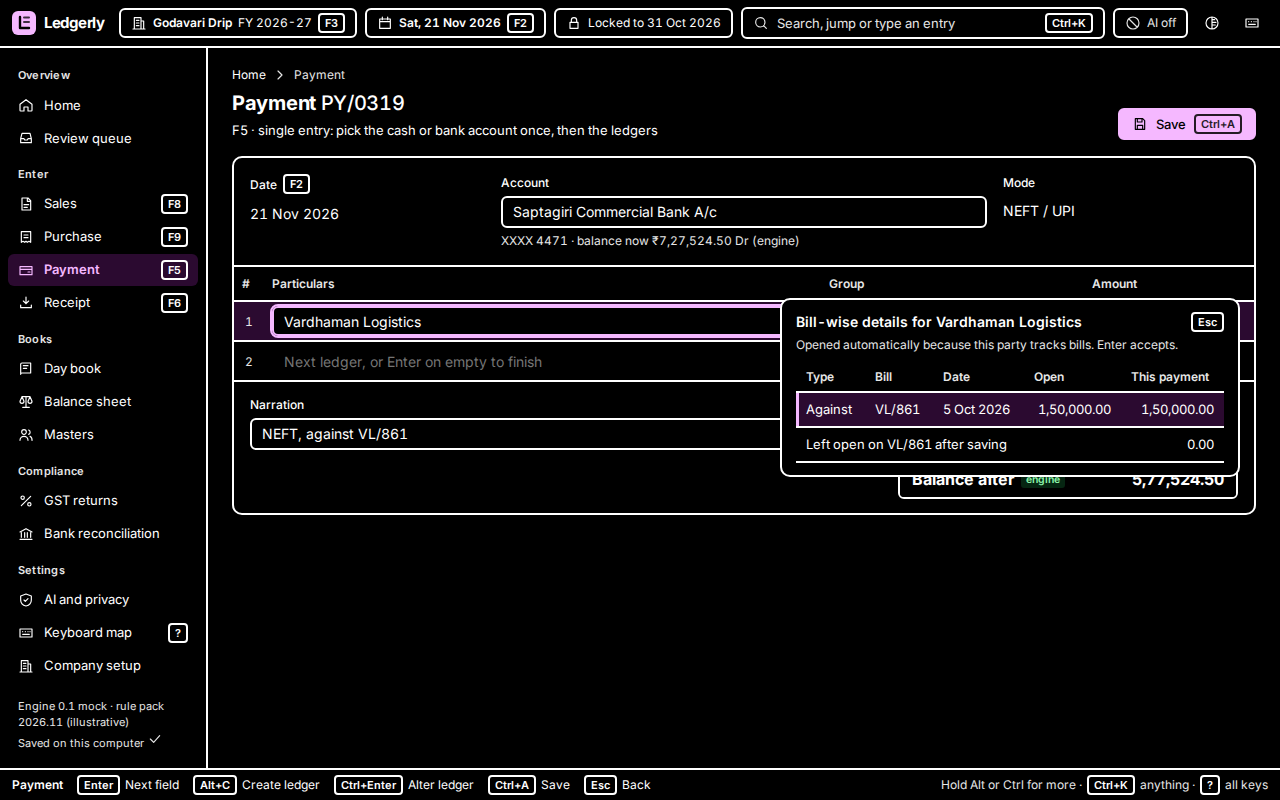 Ledgerly
Godavari Drip FY 2026-27 F3
Sat, 21 Nov 2026 F2
Locked to 31 Oct 2026
Search, jump or type an entry Ctrl+K
AI off
Overview
Home
Review queue
Enter
Sales F8
Purchase F9
Payment F5
Receipt F6
Books
Day book
Balance sheet
Masters
Compliance
GST returns
Bank reconciliation
Settings
AI and privacy
Keyboard map ?
Company setup
Engine 0.1 mock · rule pack
2026.11 (illustrative)
Saved on this computer
Home > Payment
Payment PY/0319
F5 · single entry: pick the cash or bank account once, then the ledgers
Save Ctrl+A
Date F2
21 Nov 2026
Account
Saptagiri Commercial Bank A/c
XXXX 4471 · balance now ₹7,27,524.50 Dr (engine)
Mode
NEFT / UPI
# Particulars Group Amount
1 Vardhaman Logistics
2 Next ledger, or Enter on empty to finish
Narration
NEFT, against VL/861
Bill-wise details for Vardhaman Logistics Esc
Opened automatically because this party tracks bills. Enter accepts.
Type Bill Date Open This payment
Against VL/861 5 Oct 2026 1,50,000.00 1,50,000.00
Left open on VL/861 after saving 0.00
Balance after engine 5,77,524.50
Payment Enter Next field Alt+C Create ledger Ctrl+Enter Alter ledger Ctrl+A Save Esc Back
Hold Alt or Ctrl for more · Ctrl+K anything · ? all keys